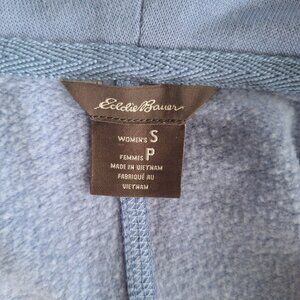 Eddie Bauer
WOMEN'S S
FEMMES P
MADE IN VIETNAM
FABRIQUÉ AU
VIETNAM